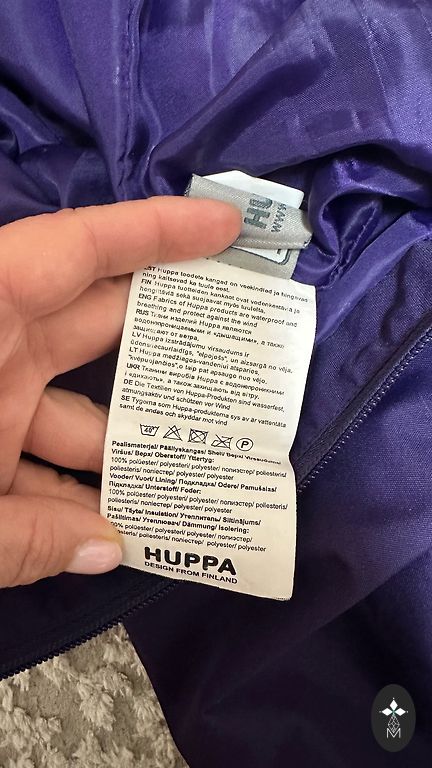 HU
WWW
EST Huppa toodete kangad on veekindlad ja hingavad
ning kaitsevad ka tuule eest.
FIN Huppa tuotteiden kankaat ovat vedenkestäviä ja
hengittäviä sekä suojaavat myös tuulelta.
ENG Fabrics of Huppa products are waterproof and
breathing and protect against the wind
RUS Ткани изделий Huppa являются
водонепроницаемыми и «дышащими», а также
защищают от ветра.
LV Huppa izstrādājumu virsaudums ir
ūdensnecaurlaidīgs, "elpojošs", un aizsargā no vēja.
LT Huppa medžiagos-vandeniui atsparios,
"kvėpuojančios", o taip pat apsaugo nuo vėjo.
UKR Тканини виробів Huppa є водонепроникними
і «дихають», а також захищають від вітру.
DE Die Textilien von Huppa-Produkten sind wasserfest,
atmungsaktiv und schützen vor Wind
SE Tygerna som Huppa-produkterna sys av är vattentäta
samt de andas och skyddar mot vind
40° P
Pealismaterjal/ Päällyskangas/ Shell/ Верх/
Viršus/ Верх/ Oberstoff/ Yttertyg:
100% polüester/ polyesteri/ polyester/ полиэстер/ poliesteris/
poliesteris/ поліестер/ polyester/ polyester
Vooder/ Vuori/ Lining/ Подкладка/ Odere/ Pamušalas/
Підкладка/ Unterstoff/ Foder:
100% polüester/ polyesteri/ polyester/ полиэстер/ poliesteris/
poliesteris/ поліестер/ polyester/ polyester
Sisu/ Täyte/ Insulation/ Утеплитель/ Siltinājums/
Pašiltimas/ Утеплювач/ Dämmung/ Isolering:
100% polüester/ polyesteri/ polyester/ полиэстер/
poliesteris/ поліестер/ polyester/ polyester
HUPPA
DESIGN FROM FINLAND
M